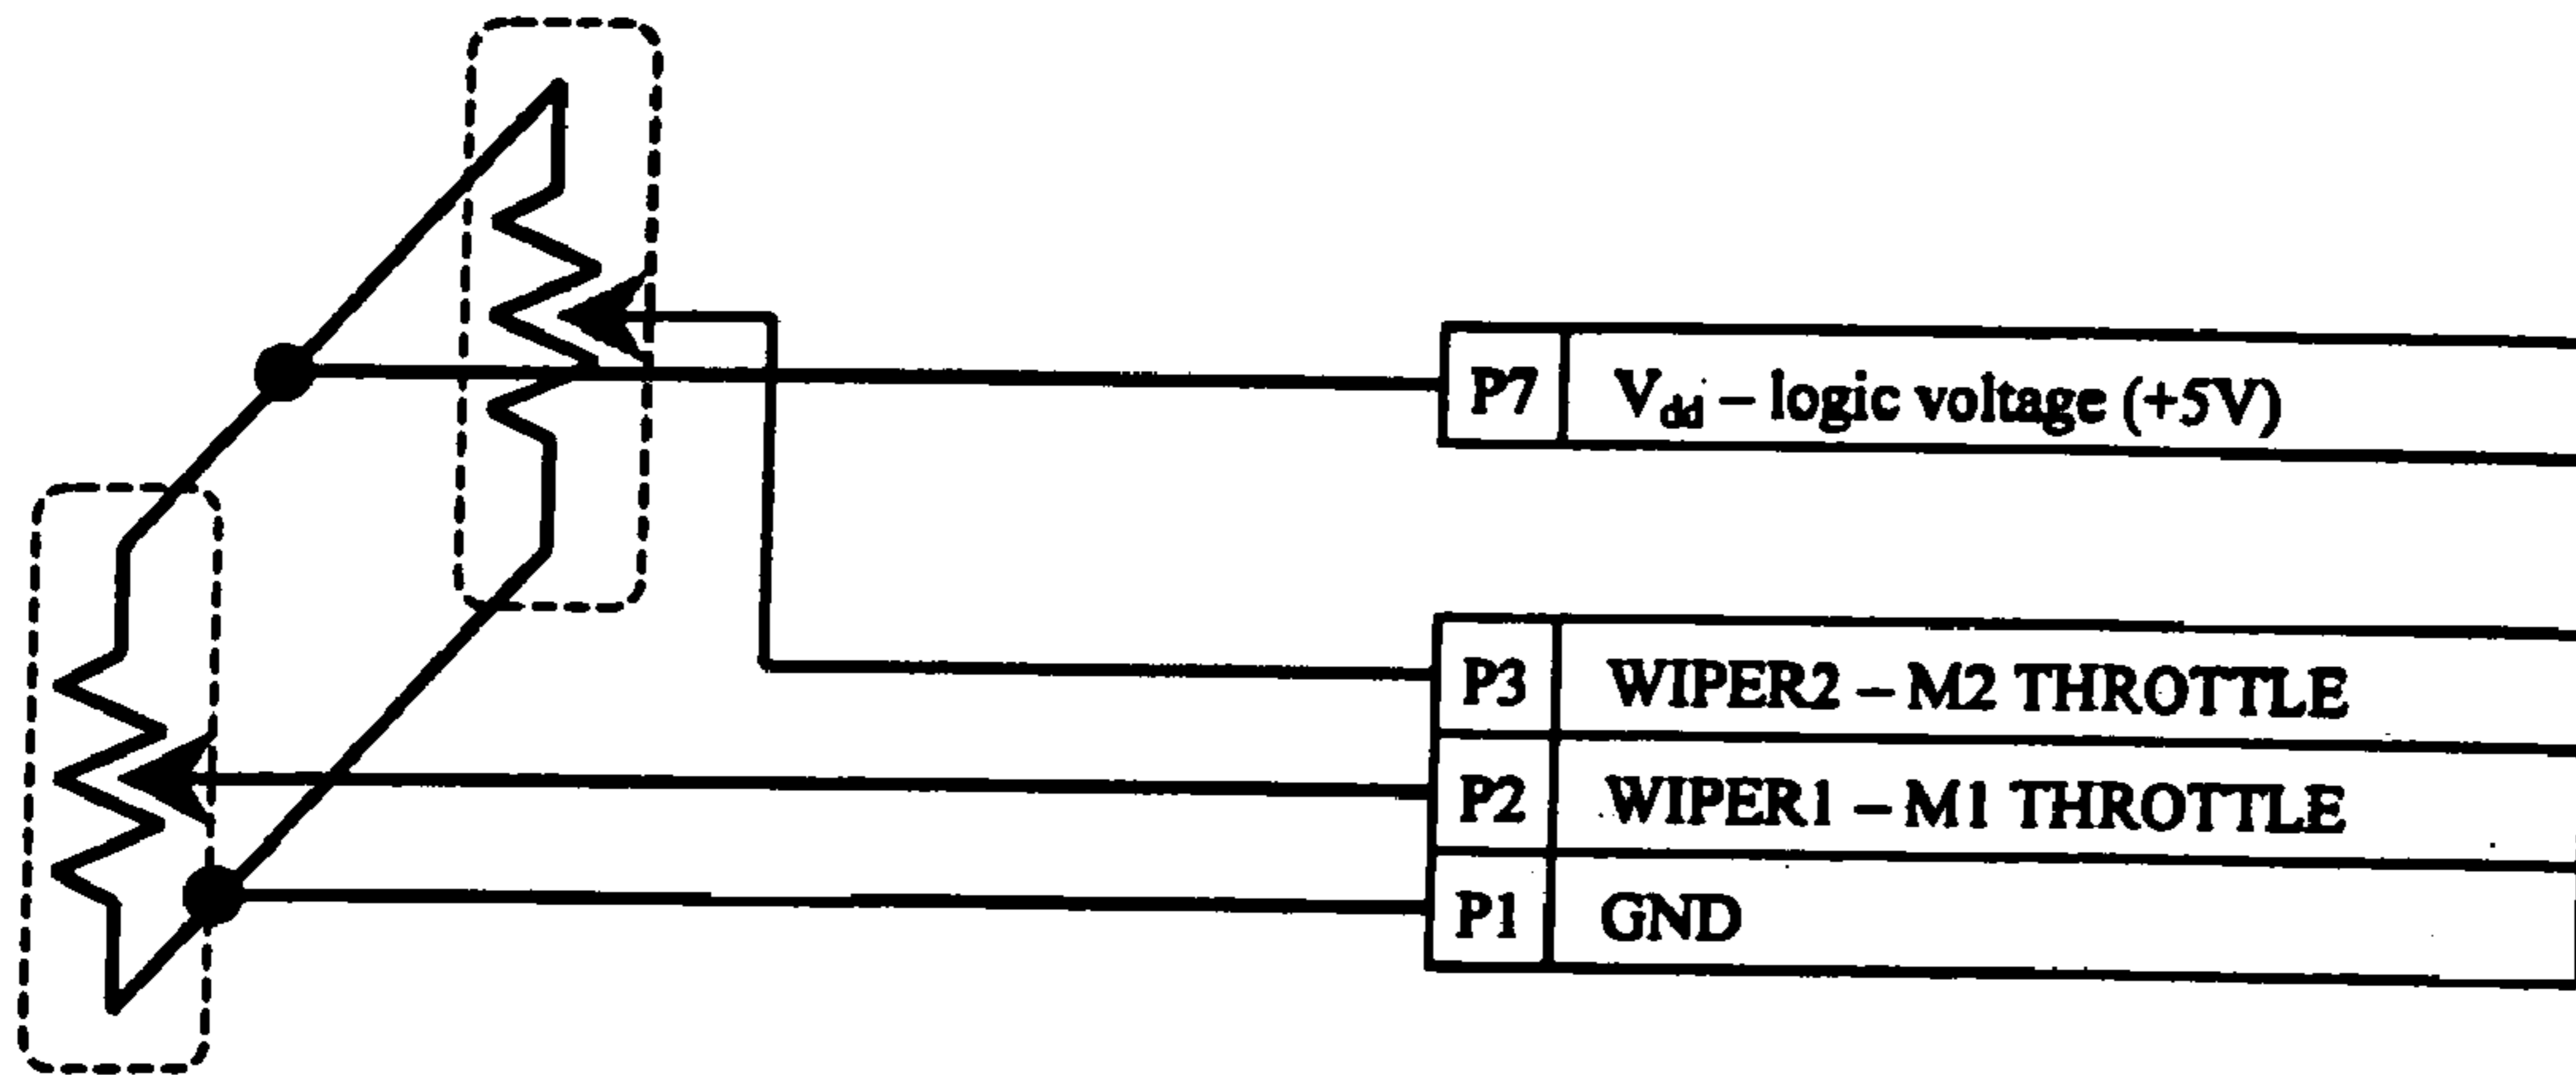 P7 V_dd – logic voltage (+5V)
P3 WIPER2 – M2 THROTTLE
P2 WIPER1 – M1 THROTTLE
P1 GND